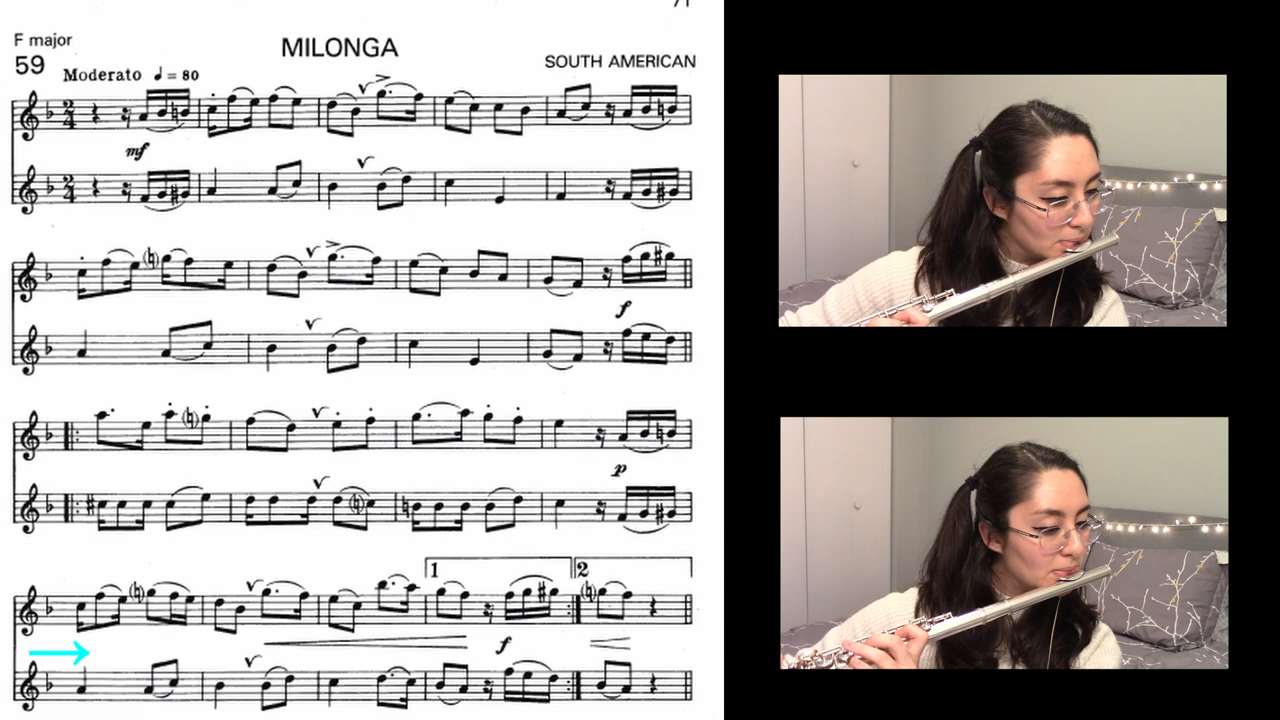 F major
MILONGA
59
SOUTH AMERICAN
Moderato ♩ = 80
mf
f
p
1
2
f